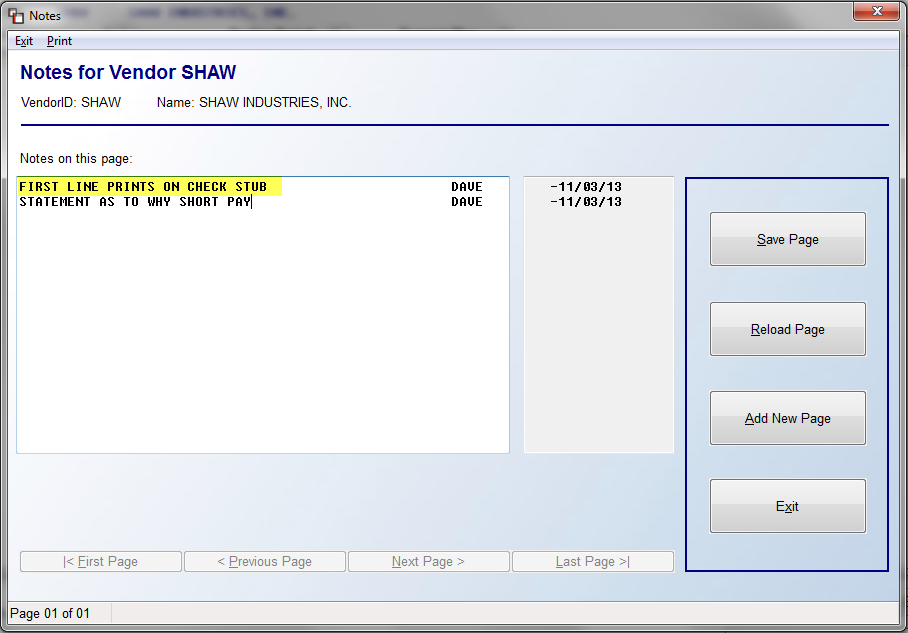 Notes
Exit Print
Notes for Vendor SHAW
VendorID: SHAW Name: SHAW INDUSTRIES, INC.
Notes on this page:
FIRST LINE PRINTS ON CHECK STUB DAVE -11/03/13
STATEMENT AS TO WHY SHORT PAY DAVE -11/03/13
Save Page
Reload Page
Add New Page
Exit
|< First Page < Previous Page Next Page > Last Page >|
Page 01 of 01